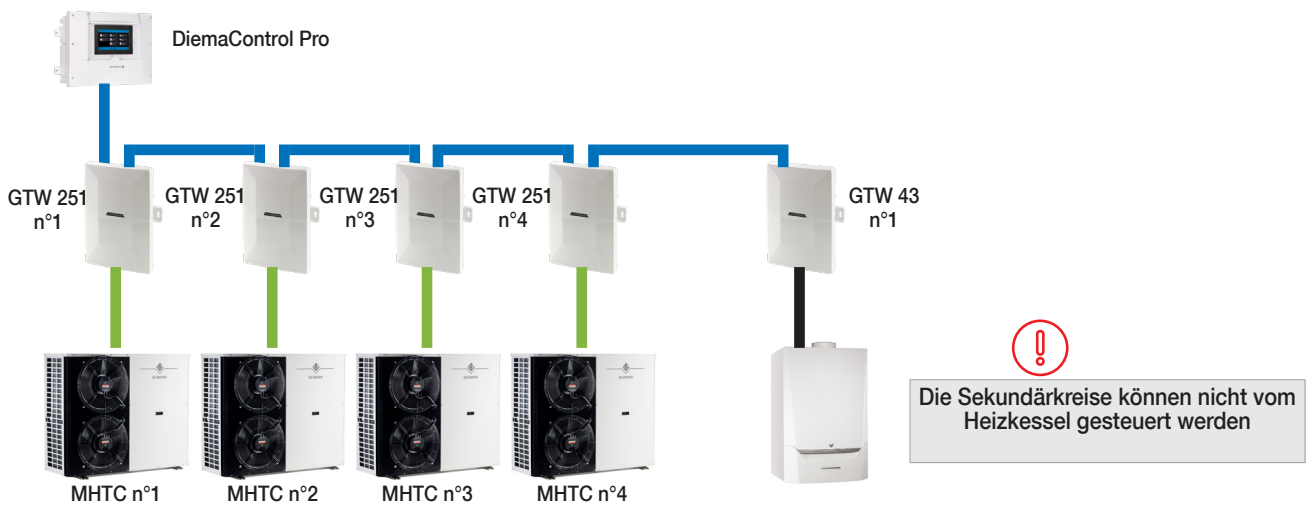 DiemaControl Pro
GTW 251
n°1
GTW 251
n°2
GTW 251
n°3
GTW 251
n°4
GTW 43
n°1
Die Sekundärkreise können nicht vom
Heizkessel gesteuert werden
MHTC n°1
MHTC n°2
MHTC n°3
MHTC n°4